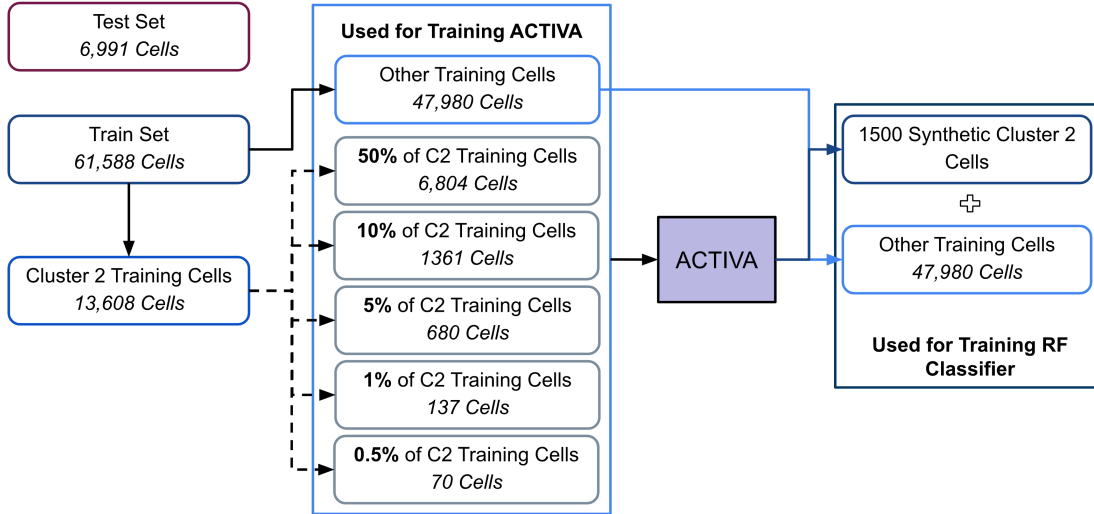 Test Set
6,991 Cells
Train Set
61,588 Cells
Cluster 2 Training Cells
13,608 Cells
Used for Training ACTIVA
Other Training Cells
47,980 Cells
50% of C2 Training Cells
6,804 Cells
10% of C2 Training Cells
1361 Cells
5% of C2 Training Cells
680 Cells
1% of C2 Training Cells
137 Cells
0.5% of C2 Training Cells
70 Cells
ACTIVA
1500 Synthetic Cluster 2
Cells
Other Training Cells
47,980 Cells
Used for Training RF
Classifier